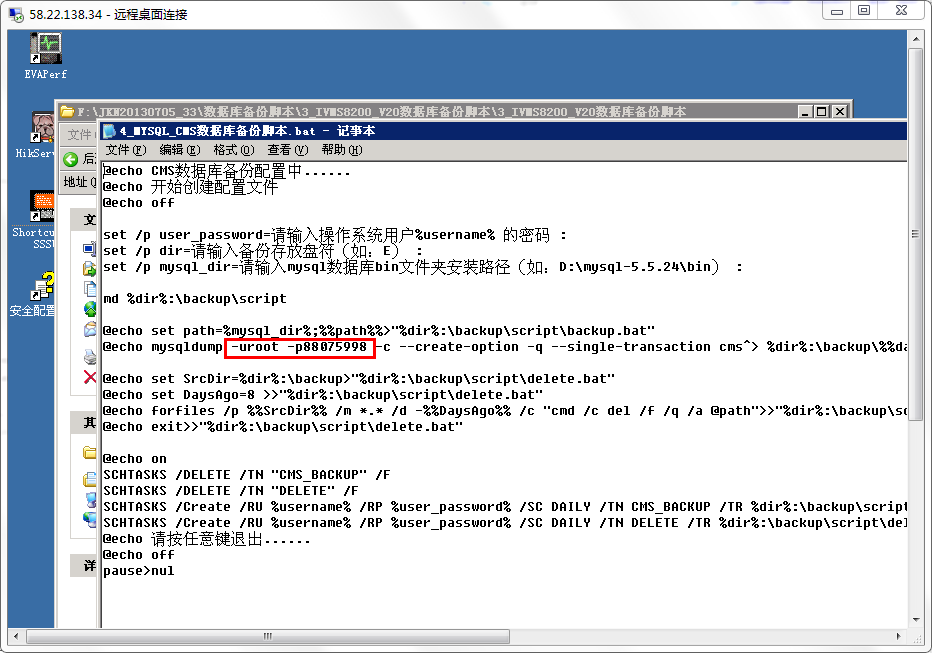 58.22.138.34 - 远程桌面连接
EVAPerf
HikServ
Shortcu
SSSU
安全配置
F:\JKW20130705_33\数据库备份脚本\3_IVMS8200_V20数据库备份脚本\3_IVMS8200_V20数据库备份脚本
文件(
后退
地址(D
文
其
详
4_MYSQL_CMS数据库备份脚本.bat - 记事本
文件(F) 编辑(E) 格式(O) 查看(V) 帮助(H)
@echo CMS数据库备份配置中......
@echo 开始创建配置文件
@echo off
set /p user_password=请输入操作系统用户%username% 的密码 :
set /p dir=请输入备份存放盘符（如: E） :
set /p mysql_dir=请输入mysql数据库bin文件夹安装路径（如: D:\mysql-5.5.24\bin） :
md %dir%:\backup\script
@echo set path=%mysql_dir%;%%path%%>"%dir%:\backup\script\backup.bat"
@echo mysqldump -uroot -p88075998 -c --create-option -q --single-transaction cms^> %dir%:\backup\%%da
@echo set SrcDir=%dir%:\backup>"%dir%:\backup\script\delete.bat"
@echo set DaysAgo=8 >>"%dir%:\backup\script\delete.bat"
@echo forfiles /p %%SrcDir%% /m *.* /d -%%DaysAgo%% /c "cmd /c del /f /q /a @path">>"%dir%:\backup\sc
@echo exit>>"%dir%:\backup\script\delete.bat"
@echo on
SCHTASKS /DELETE /TN "CMS_BACKUP" /F
SCHTASKS /DELETE /TN "DELETE" /F
SCHTASKS /Create /RU %username% /RP %user_password% /SC DAILY /TN CMS_BACKUP /TR %dir%:\backup\script
SCHTASKS /Create /RU %username% /RP %user_password% /SC DAILY /TN DELETE /TR %dir%:\backup\script\del
@echo 请按任意键退出......
@echo off
pause>nul